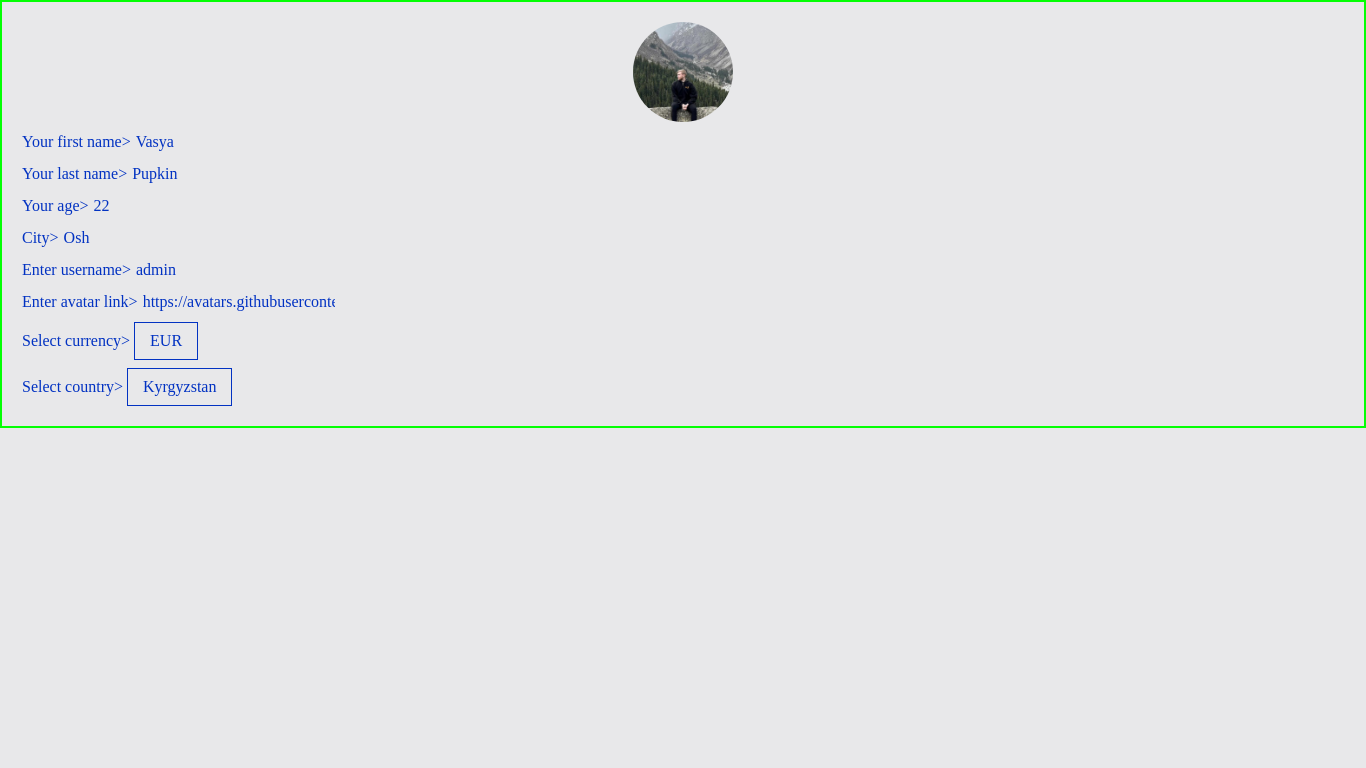 Your first name> Vasya
Your last name> Pupkin
Your age> 22
City> Osh
Enter username> admin
Enter avatar link> https://avatars.githubuserconte
Select currency> EUR
Select country> Kyrgyzstan